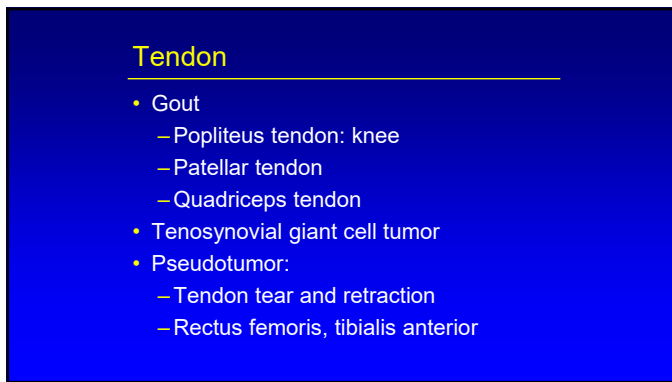 Tendon
• Gout
–Popliteus tendon: knee
–Patellar tendon
–Quadriceps tendon
• Tenosynovial giant cell tumor
• Pseudotumor:
–Tendon tear and retraction
–Rectus femoris, tibialis anterior